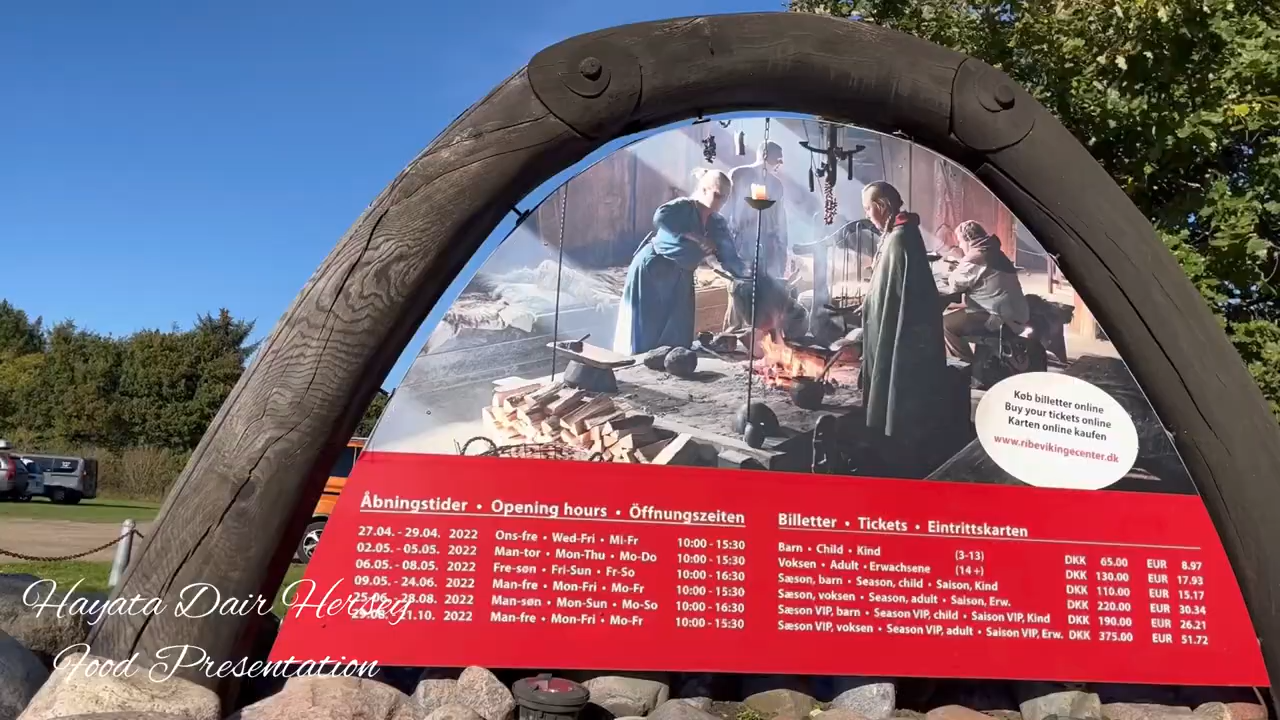 Køb billetter online
Buy your tickets online
Karten online kaufen
www.ribevikingecenter.dk
Åbningstider • Opening hours • Öffnungszeiten
27.04. - 29.04. 2022 Ons-fre • Wed-Fri • Mi-Fr 10:00 - 15:30
02.05. - 05.05. 2022 Man-tor • Mon-Thu • Mo-Do 10:00 - 15:30
06.05. - 08.05. 2022 Fre-søn • Fri-Sun • Fr-So 10:00 - 16:30
09.05. - 24.06. 2022 Man-fre • Mon-Fri • Mo-Fr 10:00 - 15:30
28.08. 2022 Man-søn • Mon-Sun • Mo-So 10:00 - 16:30
21.10. 2022 Man-fre • Mon-Fri • Mo-Fr 10:00 - 15:30
Billetter • Tickets • Eintrittskarten
Barn • Child • Kind (3-13) DKK 65.00 EUR 8.97
Voksen • Adult • Erwachsene (14 +) DKK 130.00 EUR 17.93
Sæson, barn • Season, child • Saison, Kind DKK 110.00 EUR 15.17
Sæson, voksen • Season, adult • Saison, Erw. DKK 220.00 EUR 30.34
Sæson VIP, barn • Season VIP, child • Saison VIP, Kind DKK 190.00 EUR 26.21
Sæson VIP, voksen • Season VIP, adult • Saison VIP, Erw. DKK 375.00 EUR 51.72
Hayata Dair Herşey
Food Presentation